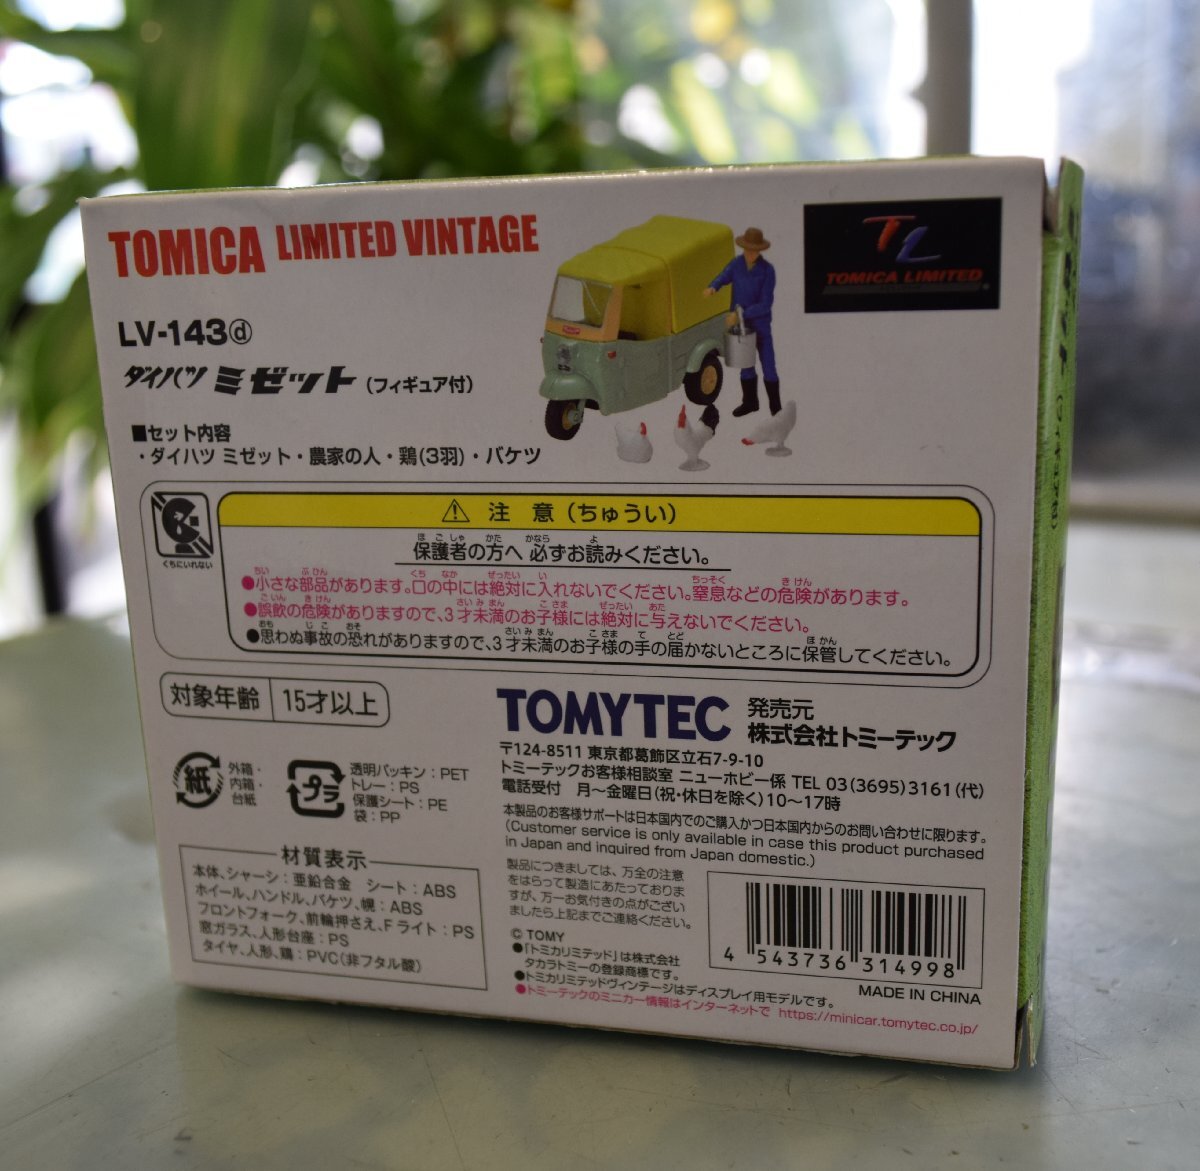 TOMICA LIMITED VINTAGE
TL
TOMICA LIMITED
LV-143ⓓ
ダイハツ ミゼット (フィギュア付)
■セット内容
・ダイハツ ミゼット・農家の人・鶏(3羽)・バケツ
くちにいれない
⚠ 注 意 (ちゅうい)
保護者の方へ 必ずお読みください。
●小さな部品があります。口の中には絶対に入れないでください。窒息などの危険があります。
●誤飲の危険がありますので、3才未満のお子様には絶対に与えないでください。
●思わぬ事故の恐れがありますので、3才未満のお子様の手の届かないところに保管してください。
対象年齢 15才以上
紙 外箱・
内箱・
台紙
プラ 透明パッキン:PET
トレー:PS
保護シート:PE
袋:PP
材質表示
本体、シャーシ:亜鉛合金 シート:ABS
ホイール、ハンドル、バケツ、幌:ABS
フロントフォーク、前輪押さえ、Fライト:PS
窓ガラス、人形台座:PS
タイヤ、人形、鶏:PVC(非フタル酸)
TOMYTEC 発売元
株式会社トミーテック
〒124-8511 東京都葛飾区立石7-9-10
トミーテックお客様相談室 ニューホビー係 TEL 03(3695)3161(代)
電話受付 月~金曜日(祝・休日を除く)10~17時
本製品のお客様サポートは日本国内でのご購入かつ日本国内からのお問い合わせに限ります。
(Customer service is only available in case this product purchased
in Japan and inquired from Japan domestic.)
製品につきましては、万全の注意
をはらって製造にあたっておりま
すが、万一お気付きの点がござい
ましたら上記までご連絡ください。
© TOMY
●「トミカリミテッド」は株式会社
タカラトミーの登録商標です。
●トミカリミテッドヴィンテージはディスプレイ用モデルです。
●トミーテックのミニカー情報はインターネットで https://minicar.tomytec.co.jp/
4 543736 314998
MADE IN CHINA